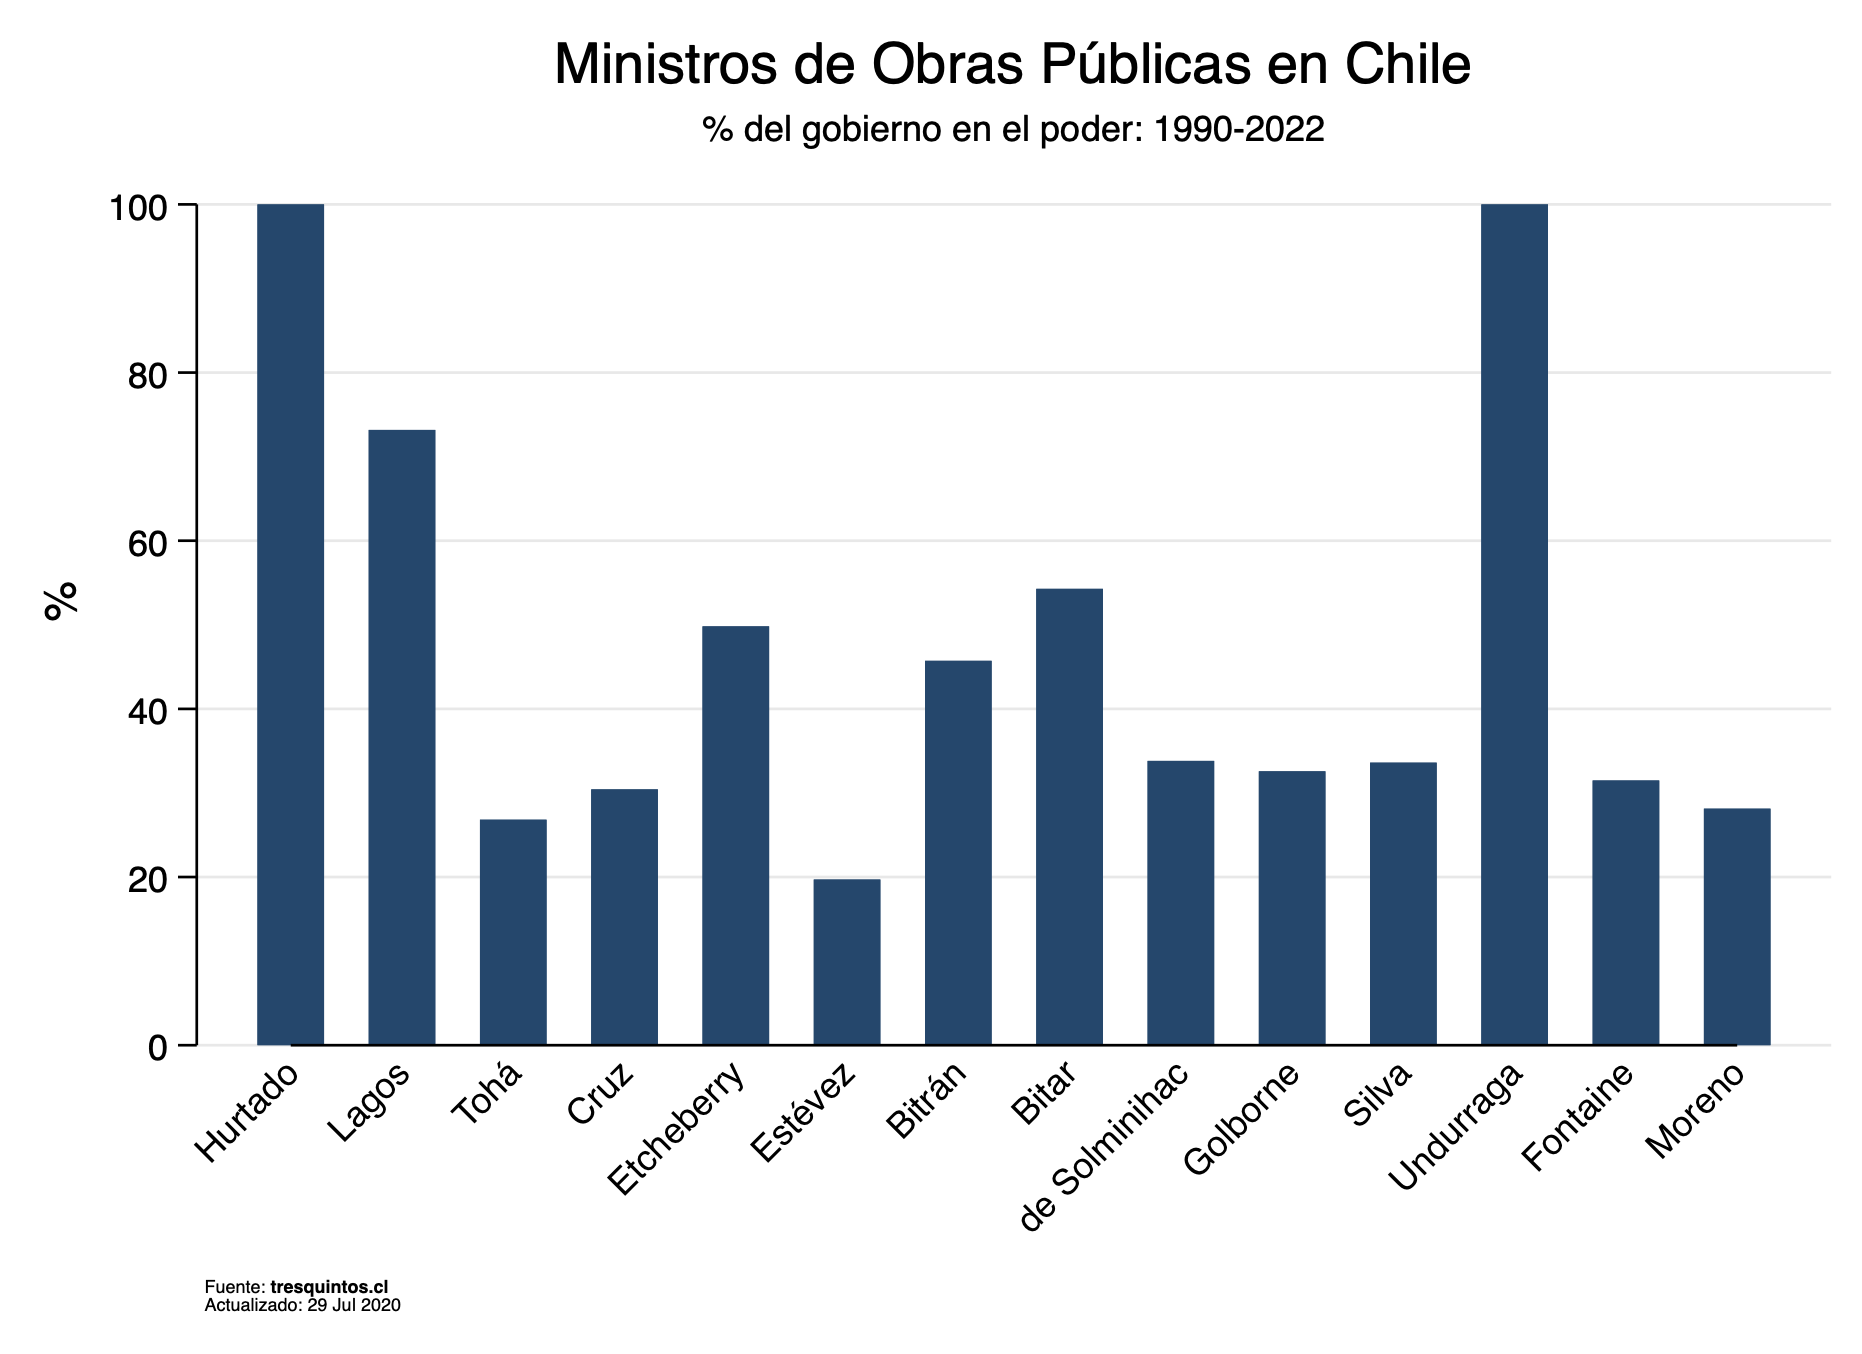 Ministros de Obras Públicas en Chile
% del gobierno en el poder: 1990-2022
100
80
60
40
20
0
%
Hurtado
Lagos
Tohá
Cruz
Etcheberry
Estévez
Bitrán
Bitar
de Solminihac
Golborne
Silva
Undurraga
Fontaine
Moreno
Fuente: tresquintos.cl
Actualizado: 29 Jul 2020